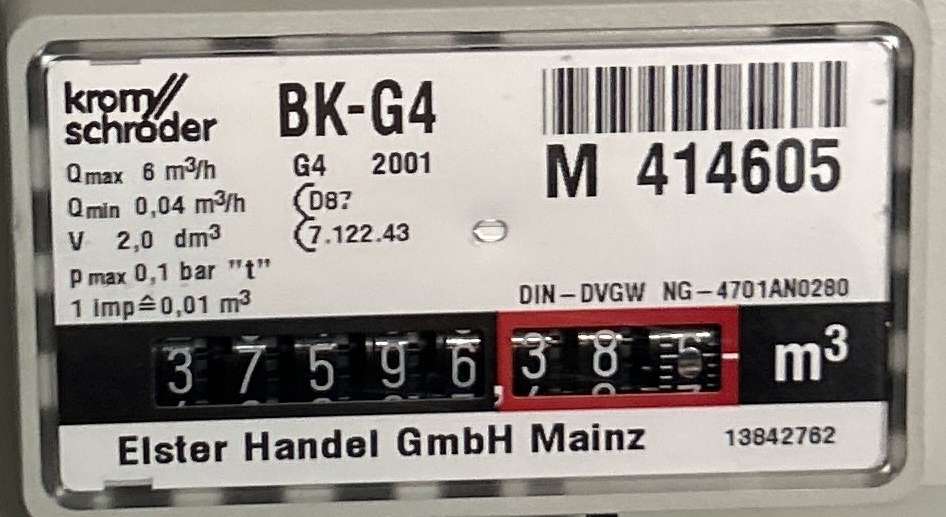 krom//
schröder
BK-G4
G4 2001
Qmax 6 m³/h
Qmin 0,04 m³/h
V 2,0 dm³
pmax 0,1 bar "t"
1 imp≙0,01 m³
D87
7.122.43
M 414605
DIN–DVGW NG–4701AN0280
37596,38 m³
Elster Handel GmbH Mainz
13842762